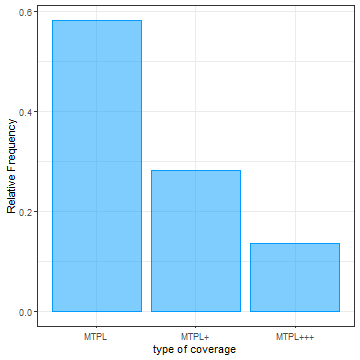 Relative Frequency
0.6
0.4
0.2
0.0
MTPL
MTPL+
MTPL+++
type of coverage